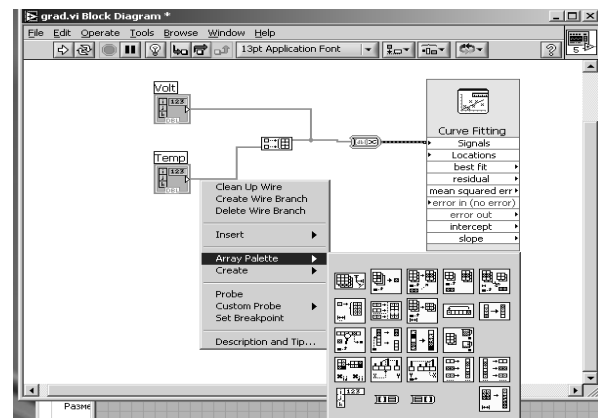 grad.vi Block Diagram *
File Edit Operate Tools Browse Window Help
13pt Application Font
5
Volt
Temp
Curve Fitting
Signals
Locations
best fit
residual
mean squared err
error in (no error)
error out
intercept
slope
Clean Up Wire
Create Wire Branch
Delete Wire Branch
Insert
Array Palette
Create
Probe
Custom Probe
Set Breakpoint
Description and Tip...
Разме